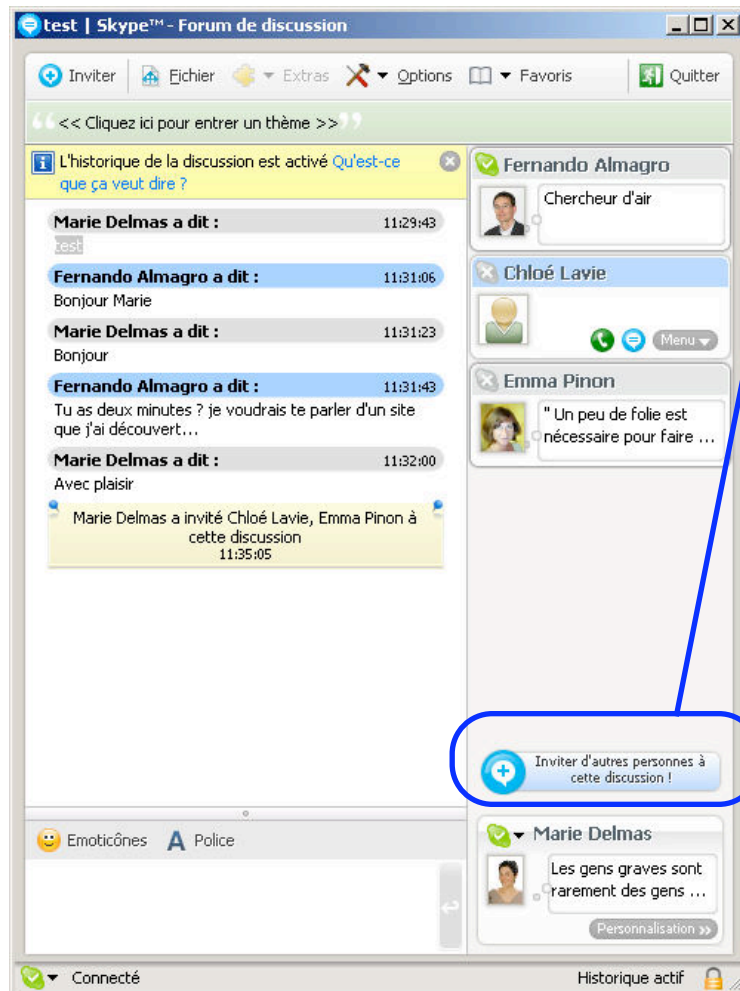 test | Skype™ - Forum de discussion
Inviter Fichier Extras Options Favoris Quitter
<< Cliquez ici pour entrer un thème >>
L'historique de la discussion est activé Qu'est-ce
que ça veut dire ?
Marie Delmas a dit : 11:29:43
test
Fernando Almagro a dit : 11:31:06
Bonjour Marie
Marie Delmas a dit : 11:31:23
Bonjour
Fernando Almagro a dit : 11:31:43
Tu as deux minutes ? je voudrais te parler d'un site
que j'ai découvert...
Marie Delmas a dit : 11:32:00
Avec plaisir
Marie Delmas a invité Chloé Lavie, Emma Pinon à
cette discussion
11:35:05
Fernando Almagro
Chercheur d'air
Chloé Lavie
Menu
Emma Pinon
" Un peu de folie est
nécessaire pour faire ...
Inviter d'autres personnes à
cette discussion !
Emoticônes A Police
Marie Delmas
Les gens graves sont
rarement des gens ...
Personnalisation >>
Connecté Historique actif